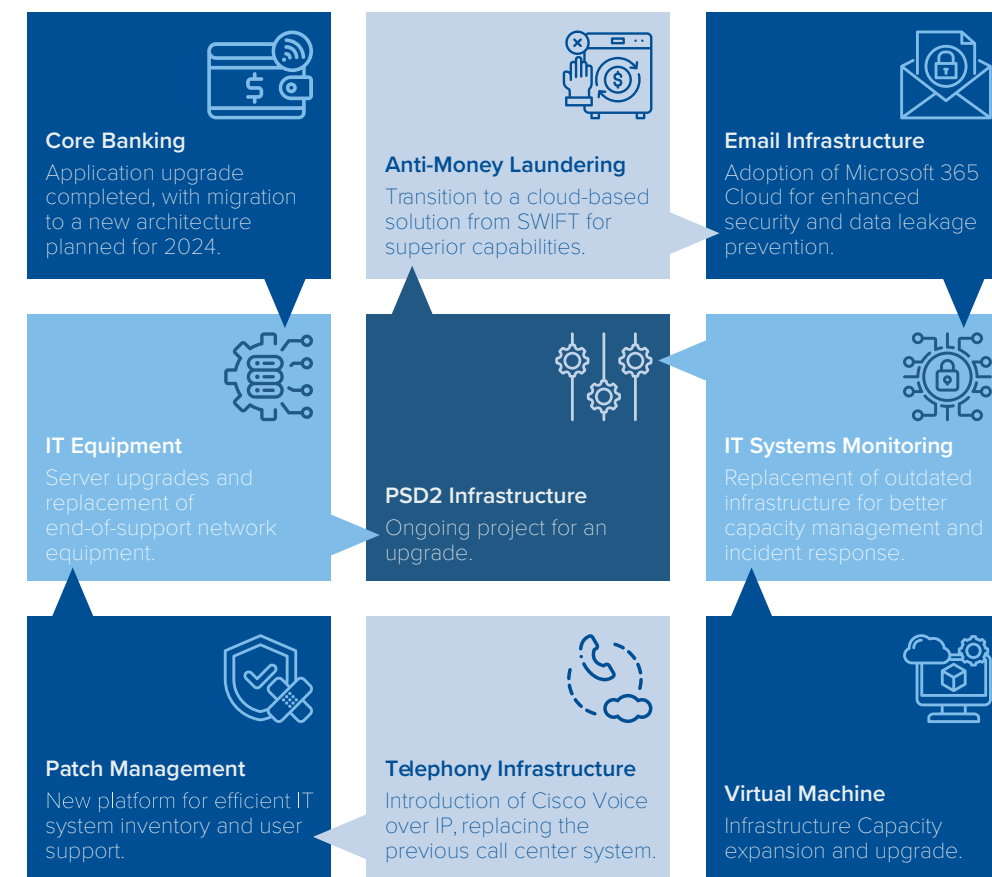 Core Banking
Application upgrade
completed, with migration
to a new architecture
planned for 2024.
Anti-Money Laundering
Transition to a cloud-based
solution from SWIFT for
superior capabilities.
Email Infrastructure
Adoption of Microsoft 365
Cloud for enhanced
security and data leakage
prevention.
IT Equipment
Server upgrades and
replacement of
end-of-support network
equipment.
PSD2 Infrastructure
Ongoing project for an
upgrade.
IT Systems Monitoring
Replacement of outdated
infrastructure for better
capacity management and
incident response.
Patch Management
New platform for efficient IT
system inventory and user
support.
Telephony Infrastructure
Introduction of Cisco Voice
over IP, replacing the
previous call center system.
Virtual Machine
Infrastructure Capacity
expansion and upgrade.